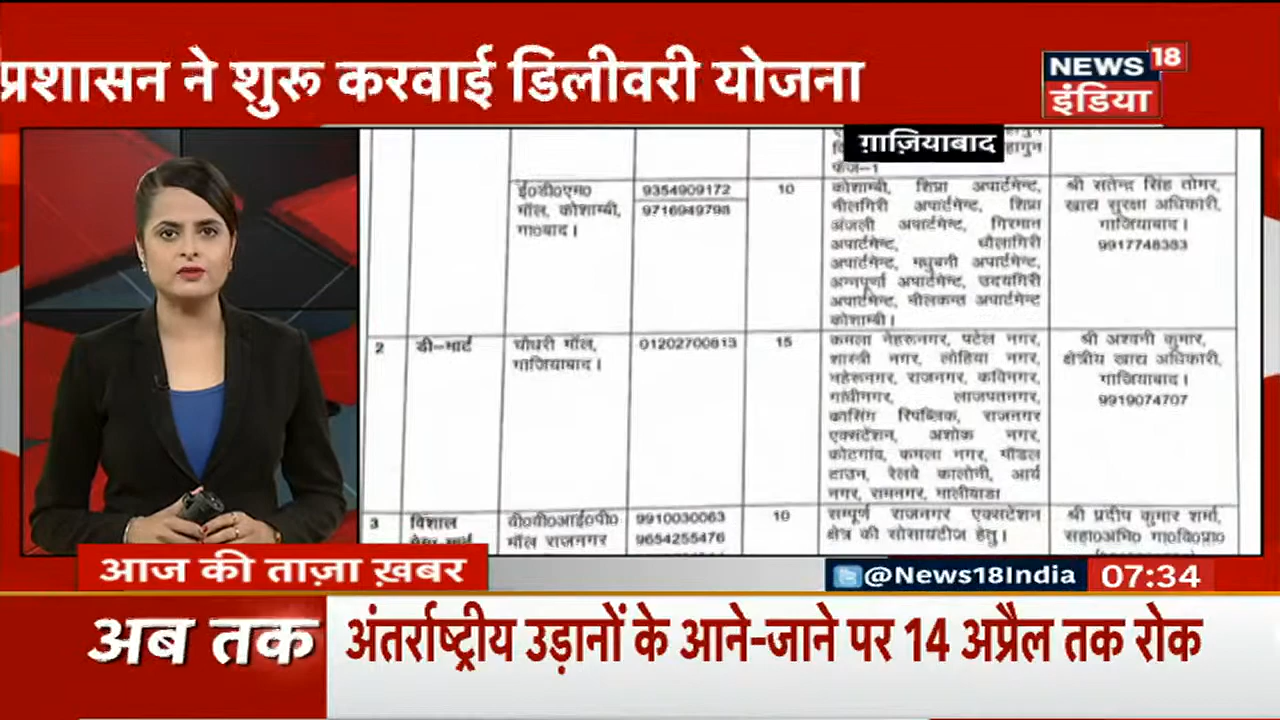 प्रशासन ने शुरू करवाई डिलीवरी योजना
NEWS 18
इंडिया
ग़ाज़ियाबाद
फेज-1
ई०डी०एम०
मॉल, कोशाम्बी,
गा०बाद।
9354909172
9716949798
10
कोशाम्बी, शिप्रा अपार्टमेन्ट,
नीलगिरी अपार्टमेन्ट, शिप्रा
अंजली अपार्टमेन्ट, गिरमान
अपार्टमेन्ट, धौलागिरी
अपार्टमेन्ट, मधुबनी अपार्टमेन्ट,
अन्नपूर्णा अपार्टमेन्ट, उदयगिरी
अपार्टमेन्ट, नीलकन्त अपार्टमेन्ट
कोशाम्बी।
श्री सतेन्द्र सिंह तोमर,
खाद्य सुरक्षा अधिकारी,
गाजियाबाद।
9917748383
2
डी-मार्ट
चौधरी मॉल,
गाजियाबाद।
01202700813
15
कमला नेहरूनगर, पटेल नगर,
शास्त्री नगर, लोहिया नगर,
नहेरूनगर, राजनगर, कविनगर,
गांधीनगर, लाजपतनगर,
क्रासिंग रिपब्लिक, राजनगर
एक्सटेंशन, अशोक नगर,
कोटगांव, कमला नगर, मॉडल
टाउन, रेलवे कालोनी, आर्य
नगर, रामनगर, मालीवाडा
श्री अश्वनी कुमार,
क्षेत्रीय खाद्य अधिकारी,
गाजियाबाद।
9919074707
3
विशाल
वी०वी०आई०पी०
मॉल राजनगर
9910030063
9654255476
10
सम्पूर्ण राजनगर एक्सटेंशन
क्षेत्र की सोसायटीज हेतु।
श्री प्रदीप कुमार शर्मा,
सहा०अभि० गा०वि०प्रा०
आज की ताज़ा ख़बर
@News18India
07:34
अब तक
अंतर्राष्ट्रीय उड़ानों के आने-जाने पर 14 अप्रैल तक रोक